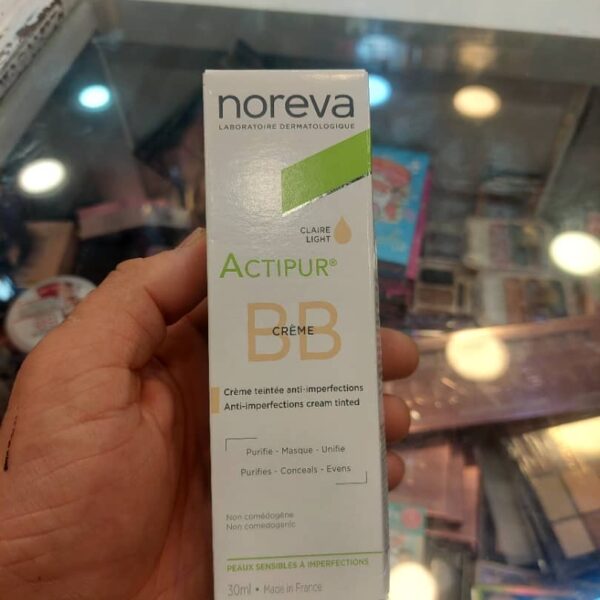 noreva
LABORATOIRE DERMATOLOGIQUE
CLAIRE
LIGHT
ACTIPUR®
BB
CRÈME
Crème teintée anti-imperfections
Anti-imperfections cream tinted
Purifie - Masque - Unifie
Purifies - Conceals - Evens
Non comédogène
Non comedogenic
PEAUX SENSIBLES À IMPERFECTIONS
30ml • Made in France